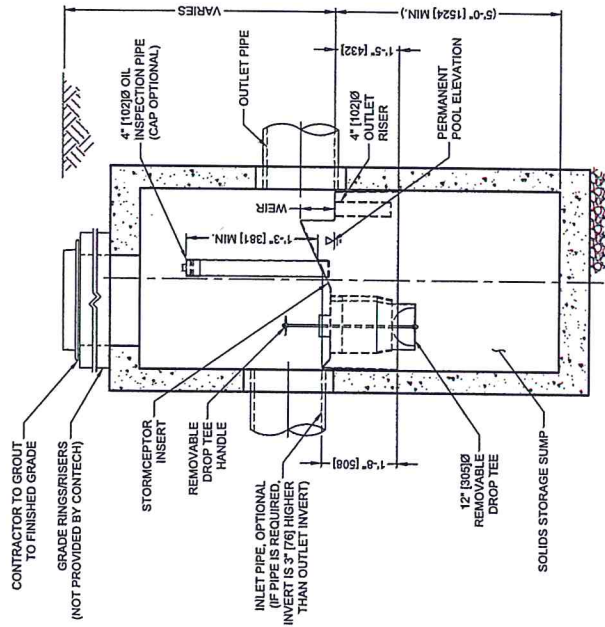 CONTRACTOR TO GROUT
TO FINISHED GRADE
GRADE RINGS/RISERS
(NOT PROVIDED BY CONTECH)
STORMCEPTOR
INSERT
REMOVABLE
DROP TEE
HANDLE
INLET PIPE, OPTIONAL
(IF PIPE IS REQUIRED,
INVERT IS 3" [76] HIGHER
THAN OUTLET INVERT)
1'-8" [508]
12" [305]Ø
REMOVABLE
DROP TEE
SOLIDS STORAGE SUMP
4" [102]Ø OIL
INSPECTION PIPE
(CAP OPTIONAL)
OUTLET PIPE
WEIR
1'-3" [381] MIN.
4" [102]Ø
OUTLET
RISER
PERMANENT
POOL ELEVATION
VARIES
1'-5" [432]
(5'-0" [1524] MIN.)